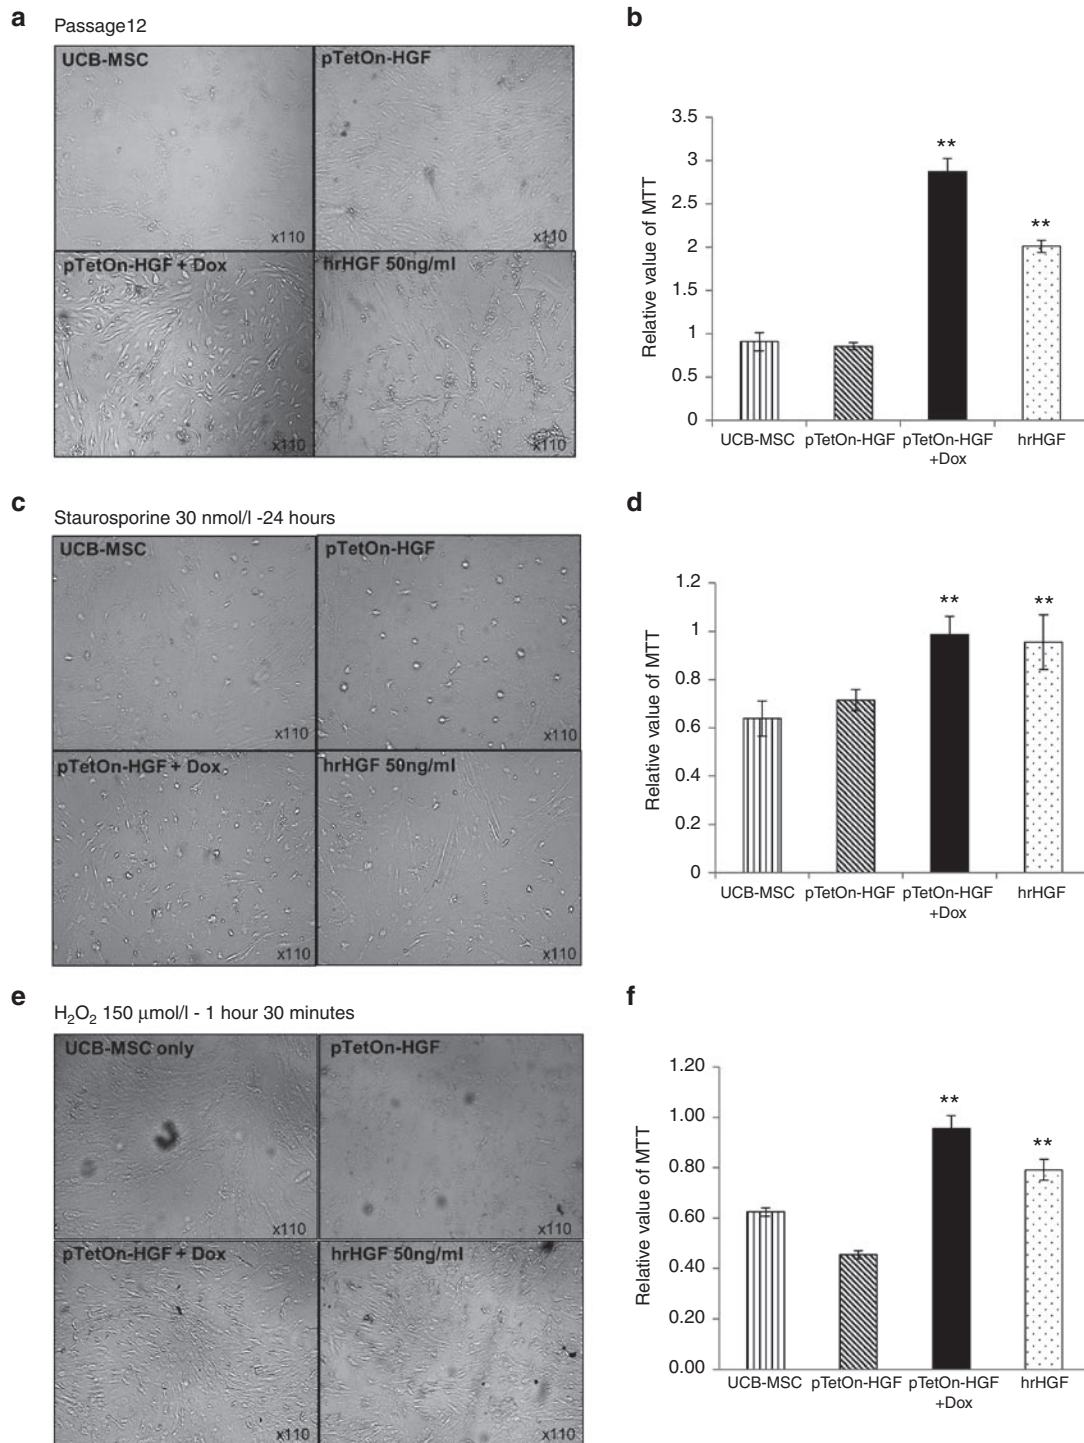 a
Passage12
UCB-MSC
pTetOn-HGF
x110
x110
pTetOn-HGF + Dox
hrHGF 50ng/ml
x110
x110
b
Relative value of MTT
3.5
3
2.5
2
1.5
1
0.5
0
**
**
UCB-MSC
pTetOn-HGF
pTetOn-HGF
+Dox
hrHGF
c
Staurosporine 30 nmol/l -24 hours
UCB-MSC
pTetOn-HGF
x110
x110
pTetOn-HGF + Dox
hrHGF 50ng/ml
x110
x110
d
Relative value of MTT
1.2
1
0.8
0.6
0.4
0.2
0
**
**
UCB-MSC
pTetOn-HGF
pTetOn-HGF
+Dox
hrHGF
e
H₂O₂ 150 μmol/l - 1 hour 30 minutes
UCB-MSC only
pTetOn-HGF
x110
x110
pTetOn-HGF + Dox
hrHGF 50ng/ml
x110
x110
f
Relative value of MTT
1.20
1.00
0.80
0.60
0.40
0.20
0.00
**
**
UCB-MSC
pTetOn-HGF
pTetOn-HGF
+Dox
hrHGF